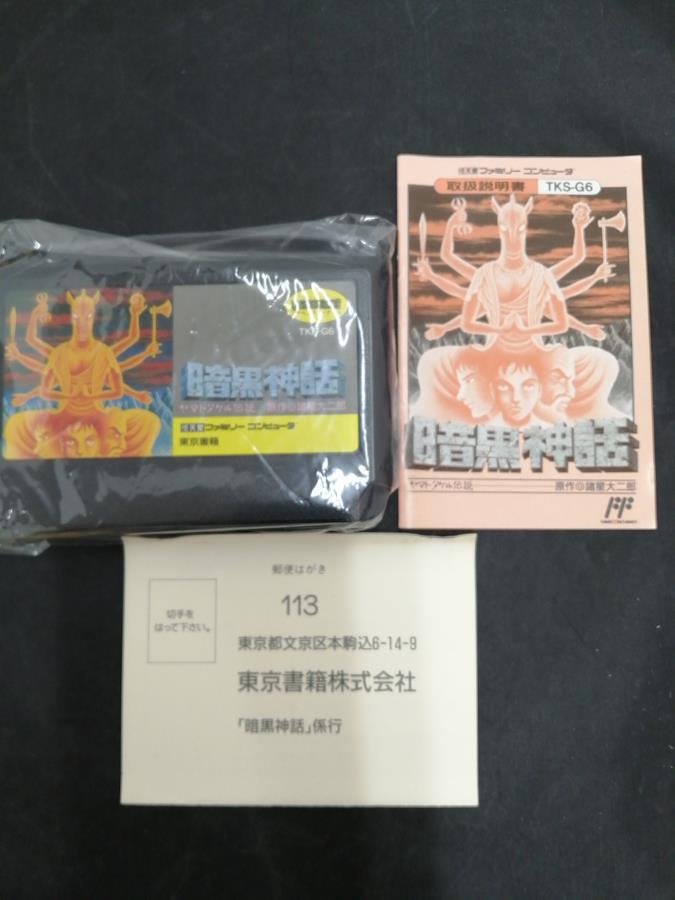 TKS-G6
暗黒神話
ヤマトタケル伝説 原作◎諸星大二郎
任天堂 ファミリー コンピュータ
東京書籍
任天堂 ファミリー コンピュータ
取扱説明書 TKS-G6
暗黒神話
ヤマトタケル伝説 原作◎諸星大二郎
郵便はがき
切手を
はって下さい。
113
東京都文京区本駒込6-14-9
東京書籍株式会社
「暗黒神話」係行